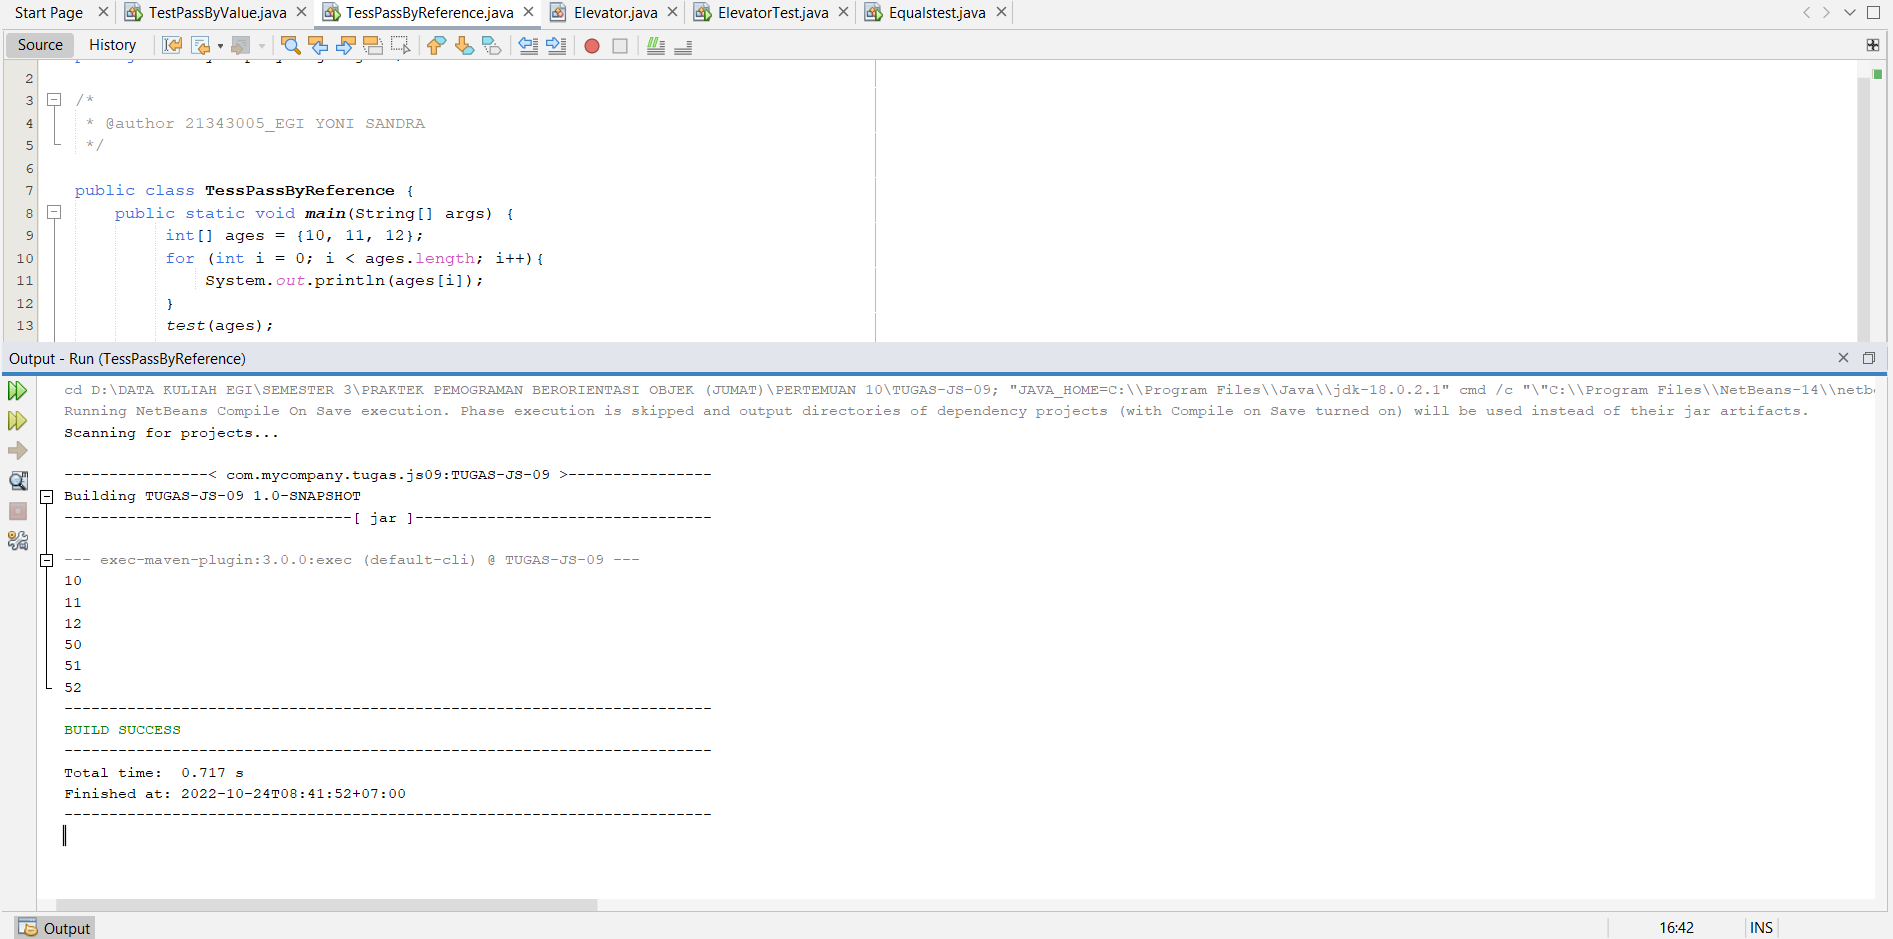 Start Page TestPassByValue.java TessPassByReference.java Elevator.java ElevatorTest.java Equalstest.java
Source History
2
3 /*
4 * @author 21343005_EGI YONI SANDRA
5 */
6
7 public class TessPassByReference {
8 public static void main(String[] args) {
9 int[] ages = {10, 11, 12};
10 for (int i = 0; i < ages.length; i++){
11 System.out.println(ages[i]);
12 }
13 test(ages);
Output - Run (TessPassByReference)
cd D:\DATA KULIAH EGI\SEMESTER 3\PRAKTEK PEMOGRAMAN BERORIENTASI OBJEK (JUMAT)\PERTEMUAN 10\TUGAS-JS-09; "JAVA_HOME=C:\\Program Files\\Java\\jdk-18.0.2.1" cmd /c "\"C:\\Program Files\\NetBeans-14\\netb
Running NetBeans Compile On Save execution. Phase execution is skipped and output directories of dependency projects (with Compile on Save turned on) will be used instead of their jar artifacts.
Scanning for projects...
----------------< com.mycompany.tugas.js09:TUGAS-JS-09 >----------------
Building TUGAS-JS-09 1.0-SNAPSHOT
--------------------------------[ jar ]---------------------------------
--- exec-maven-plugin:3.0.0:exec (default-cli) @ TUGAS-JS-09 ---
10
11
12
50
51
52
------------------------------------------------------------------------
BUILD SUCCESS
------------------------------------------------------------------------
Total time:  0.717 s
Finished at: 2022-10-24T08:41:52+07:00
------------------------------------------------------------------------
Output 16:42 INS